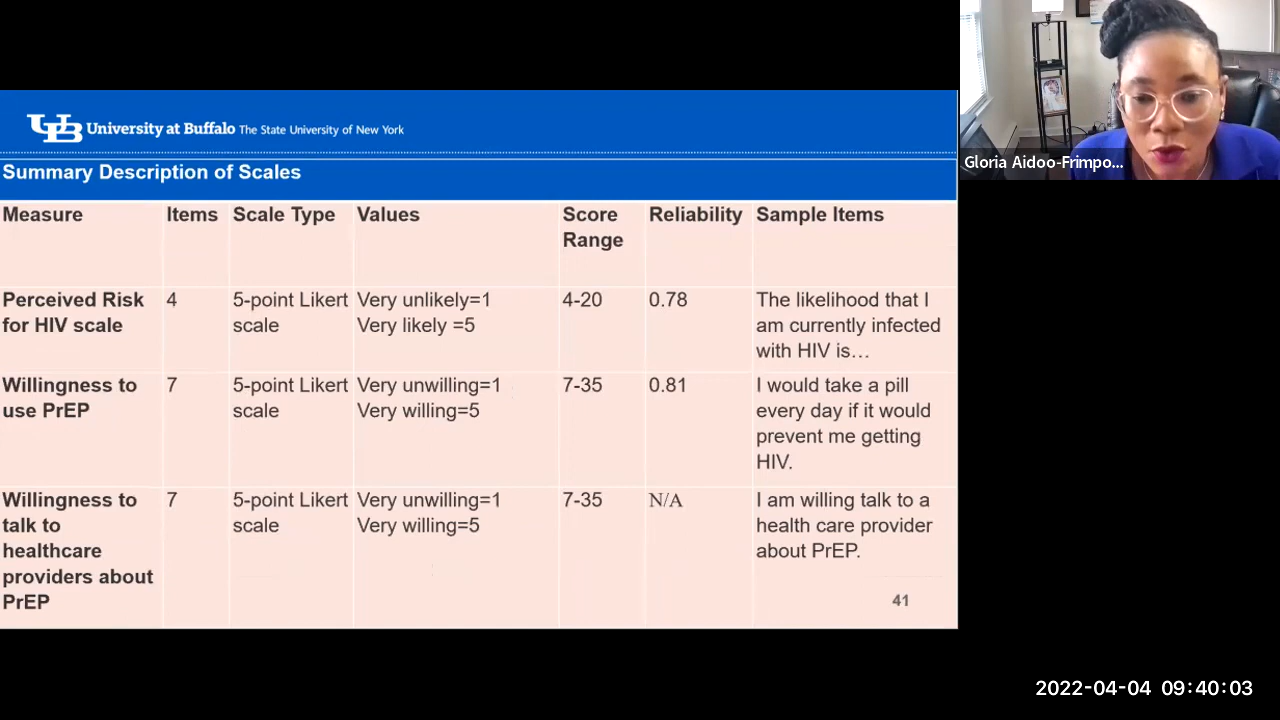 UB University at Buffalo The State University of New York
Summary Description of Scales
Measure Items Scale Type Values Score Range Reliability Sample Items
Perceived Risk for HIV scale 4 5-point Likert scale Very unlikely=1 Very likely =5 4-20 0.78 The likelihood that I am currently infected with HIV is…
Willingness to use PrEP 7 5-point Likert scale Very unwilling=1 Very willing=5 7-35 0.81 I would take a pill every day if it would prevent me getting HIV.
Willingness to talk to healthcare providers about PrEP 7 5-point Likert scale Very unwilling=1 Very willing=5 7-35 N/A I am willing talk to a health care provider about PrEP.
41
Gloria Aidoo-Frimpo...
2022-04-04 09:40:03